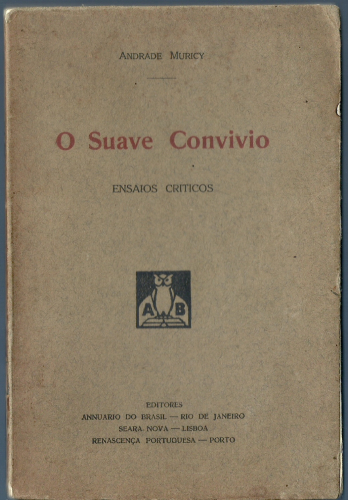 ANDRADE MURICY
O Suave Convivio
ENSAIOS CRITICOS
A B
EDITORES
ANNUARIO DO BRASIL — RIO DE JANEIRO
SEARA NOVA — LISBOA
RENASCENÇA PORTUGUESA — PORTO